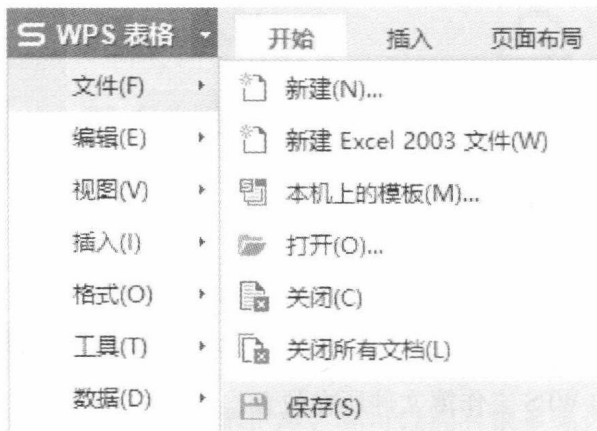 WPS 表格 开始 插入 页面布局
文件(F)
编辑(E)
视图(V)
插入(I)
格式(O)
工具(T)
数据(D)
新建(N)...
新建 Excel 2003 文件(W)
本机上的模板(M)...
打开(O)...
关闭(C)
关闭所有文档(L)
保存(S)